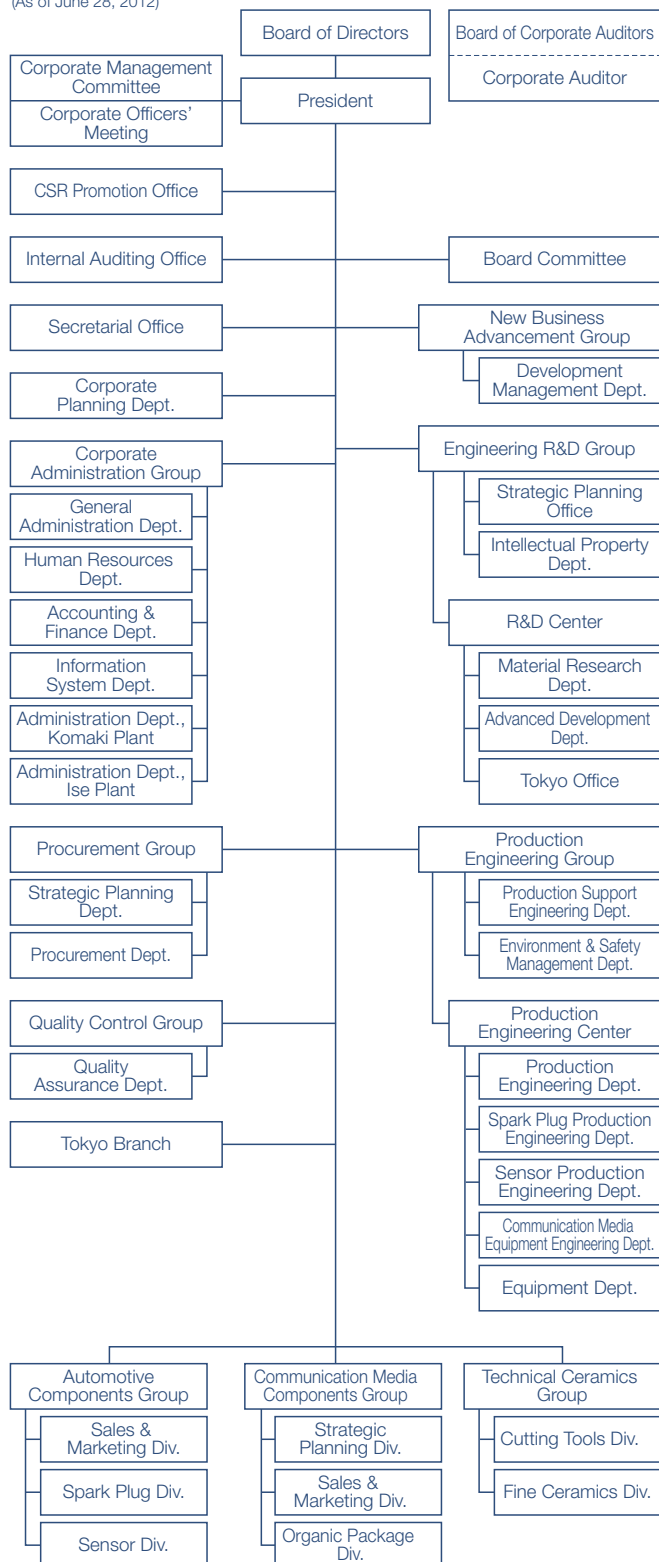 (As of June 28, 2012)
Board of Directors
Board of Corporate Auditors
Corporate Auditor
Corporate Management
Committee
Corporate Officers'
Meeting
President
CSR Promotion Office
Internal Auditing Office
Board Committee
Secretarial Office
New Business
Advancement Group
Development
Management Dept.
Corporate
Planning Dept.
Corporate
Administration Group
General
Administration Dept.
Human Resources
Dept.
Accounting &
Finance Dept.
Information
System Dept.
Administration Dept.,
Komaki Plant
Administration Dept.,
Ise Plant
Engineering R&D Group
Strategic Planning
Office
Intellectual Property
Dept.
R&D Center
Material Research
Dept.
Advanced Development
Dept.
Tokyo Office
Procurement Group
Strategic Planning
Dept.
Procurement Dept.
Production
Engineering Group
Production Support
Engineering Dept.
Environment & Safety
Management Dept.
Quality Control Group
Quality
Assurance Dept.
Tokyo Branch
Production
Engineering Center
Production
Engineering Dept.
Spark Plug Production
Engineering Dept.
Sensor Production
Engineering Dept.
Communication Media
Equipment Engineering Dept.
Equipment Dept.
Automotive
Components Group
Sales &
Marketing Div.
Spark Plug Div.
Sensor Div.
Communication Media
Components Group
Strategic
Planning Div.
Sales &
Marketing Div.
Organic Package
Div.
Technical Ceramics
Group
Cutting Tools Div.
Fine Ceramics Div.